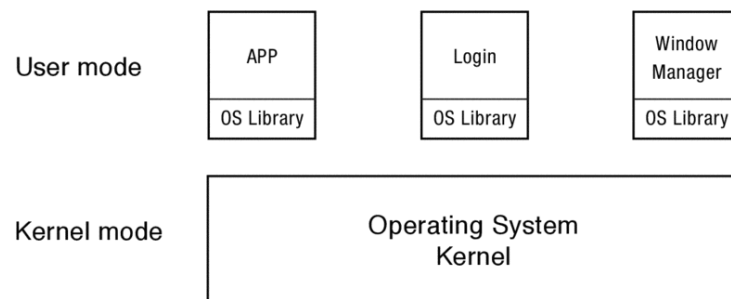 User mode
APP
OS Library
Login
OS Library
Window
Manager
OS Library
Kernel mode
Operating System
Kernel